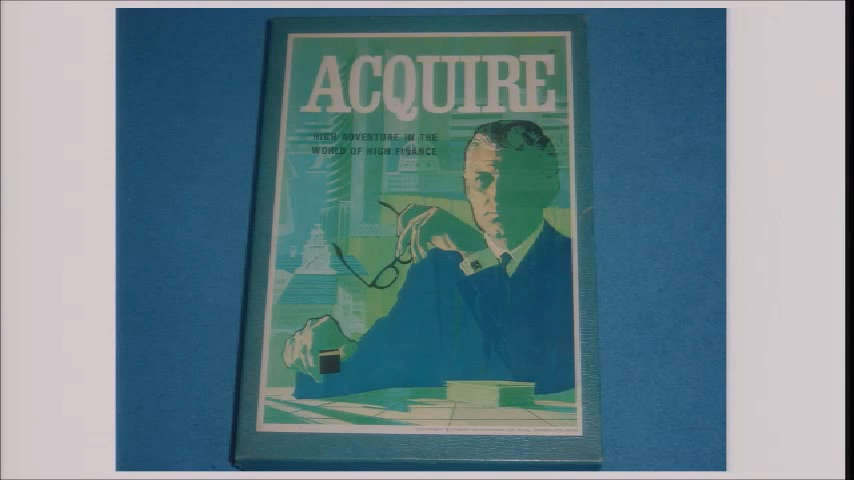 ACQUIRE
HIGH ADVENTURE IN THE
WORLD OF HIGH FINANCE